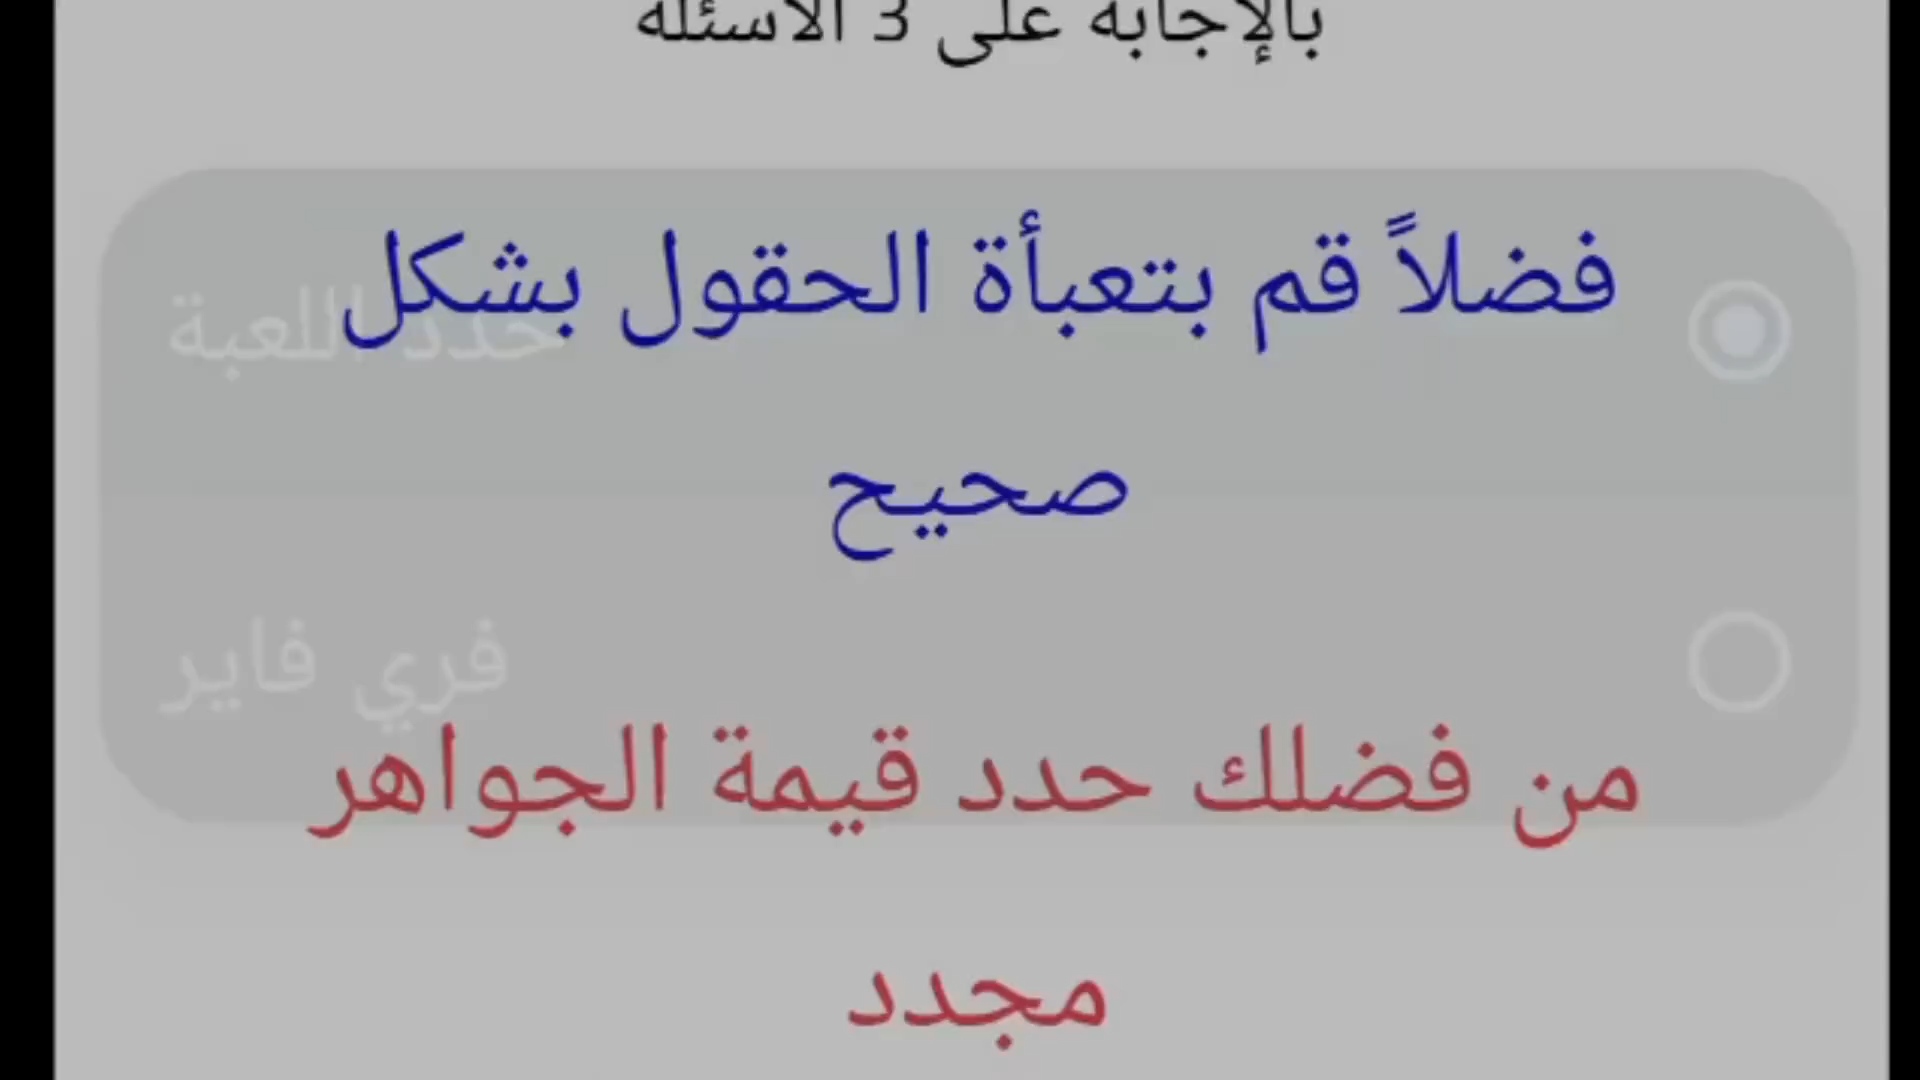 بالإجابة على 3 الأسئلة
فضلاً قم بتعبأة الحقول بشكل
حدد اللعبة
صحيح
فري فاير
من فضلك حدد قيمة الجواهر
مجدد